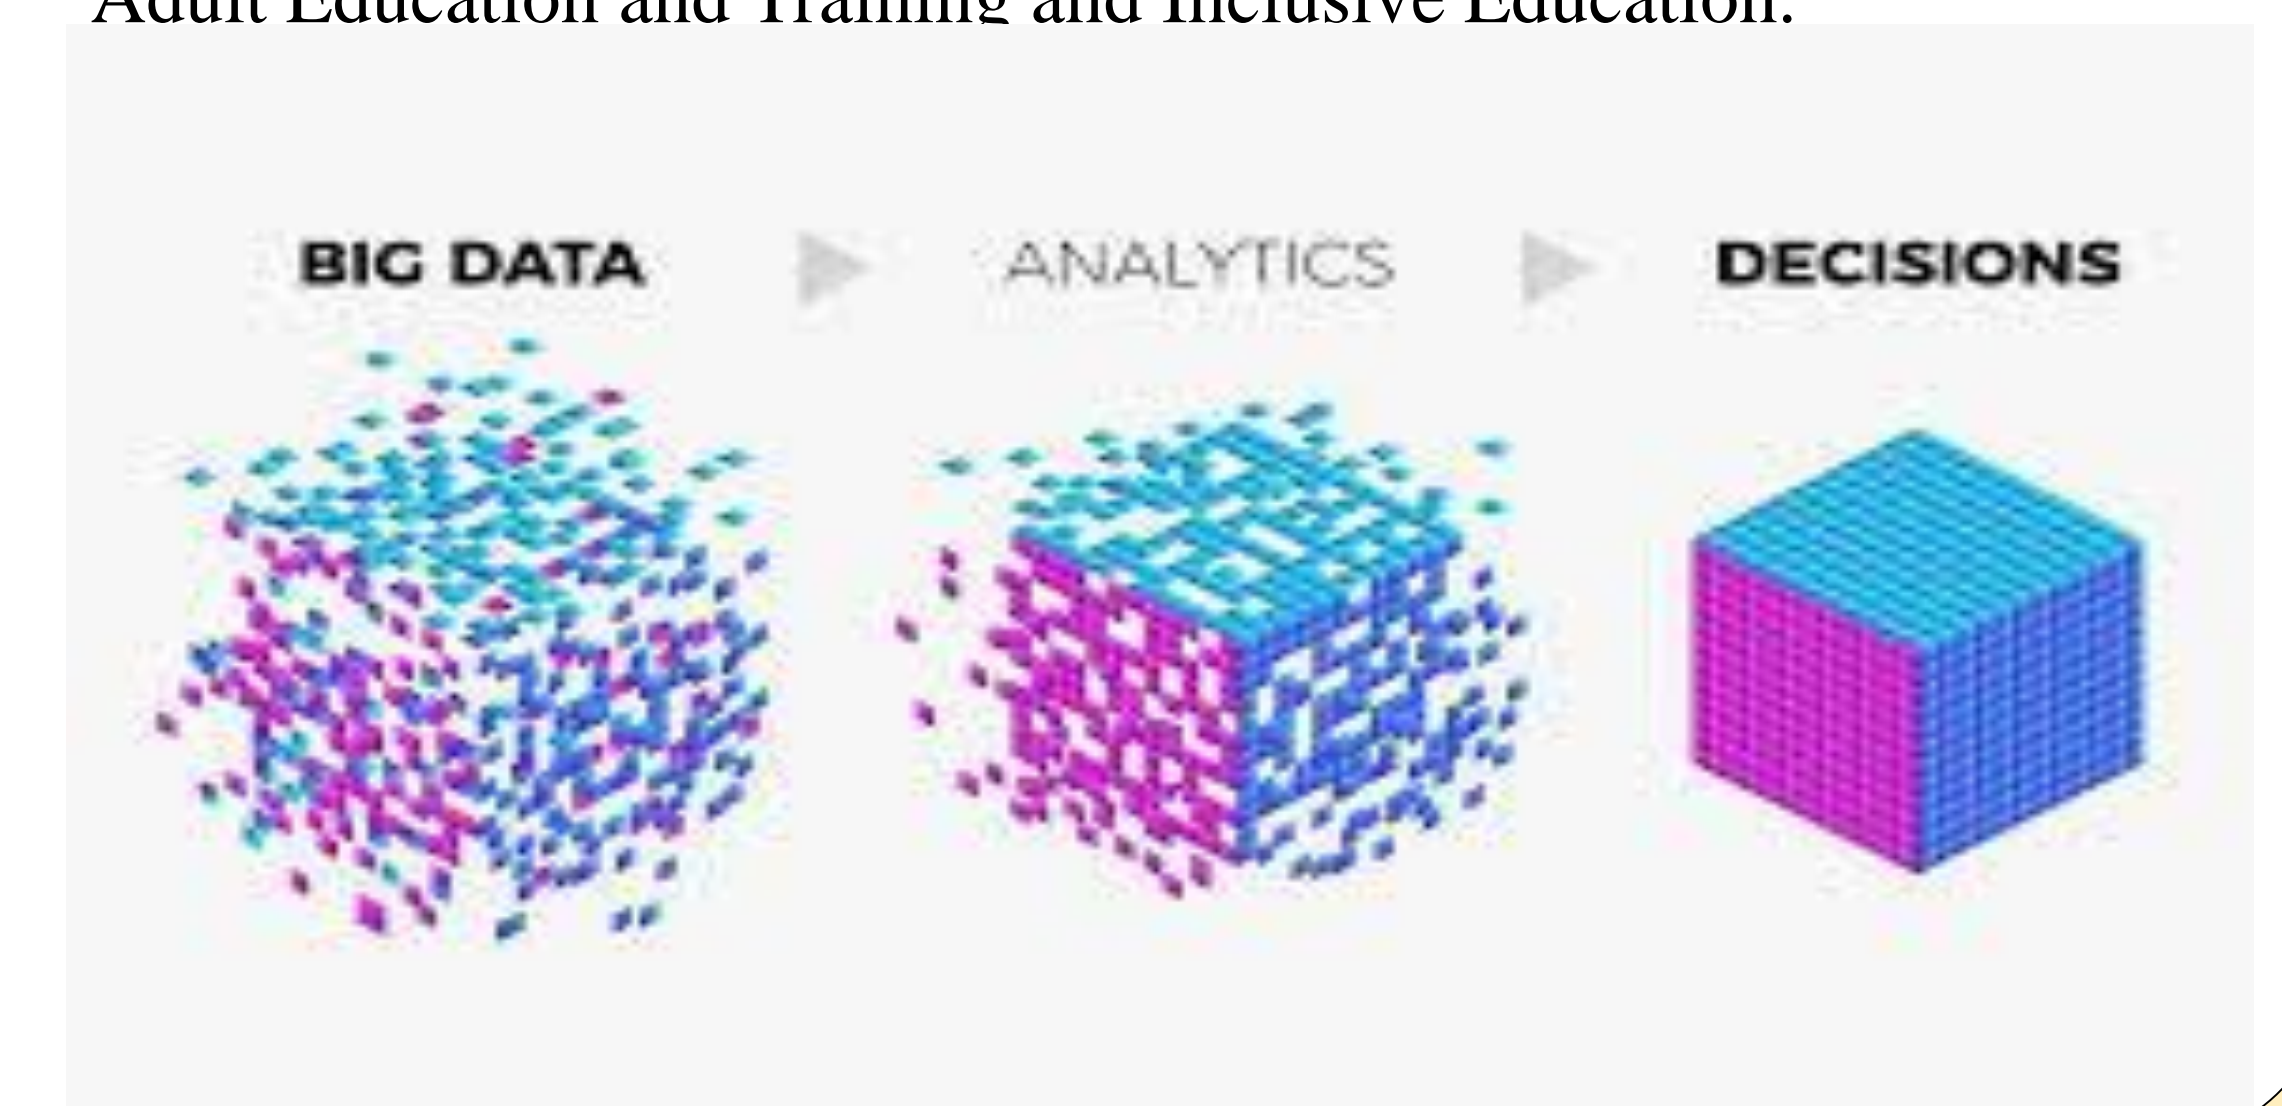 Adult Education and Training and Inclusive Education.
BIG DATA ANALYTICS DECISIONS